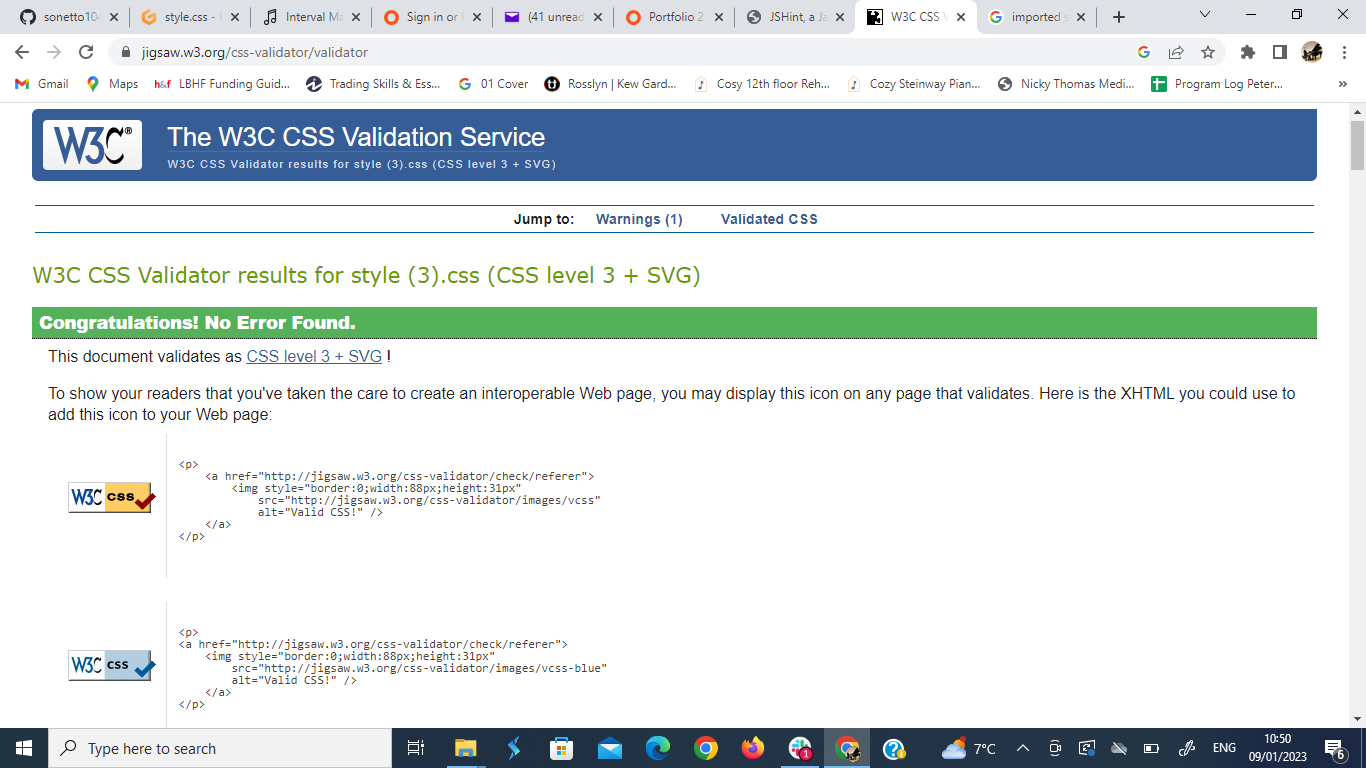 sonetto104
style.css -
Interval Ma
Sign in or
(41 unread
Portfolio 2
JSHint, a Ja
W3C CSS V
imported s
jigsaw.w3.org/css-validator/validator
Gmail
Maps
h&f LBHF Funding Guid...
Trading Skills & Ess...
01 Cover
Rosslyn | Kew Gard...
Cosy 12th floor Reh...
Cozy Steinway Pian...
Nicky Thomas Medi...
Program Log Peter...
»
W3C®
The W3C CSS Validation Service
W3C CSS Validator results for style (3).css (CSS level 3 + SVG)
Jump to: Warnings (1) Validated CSS
W3C CSS Validator results for style (3).css (CSS level 3 + SVG)
Congratulations! No Error Found.
This document validates as CSS level 3 + SVG !
To show your readers that you've taken the care to create an interoperable Web page, you may display this icon on any page that validates. Here is the XHTML you could use to
add this icon to your Web page:
W3C css
<p>
<a href="http://jigsaw.w3.org/css-validator/check/referer">
<img style="border:0;width:88px;height:31px"
src="http://jigsaw.w3.org/css-validator/images/vcss"
alt="Valid CSS!" />
</a>
</p>
W3C css
<p>
<a href="http://jigsaw.w3.org/css-validator/check/referer">
<img style="border:0;width:88px;height:31px"
src="http://jigsaw.w3.org/css-validator/images/vcss-blue"
alt="Valid CSS!" />
</a>
</p>
Type here to search
1
7°C
ENG
10:50
09/01/2023
6